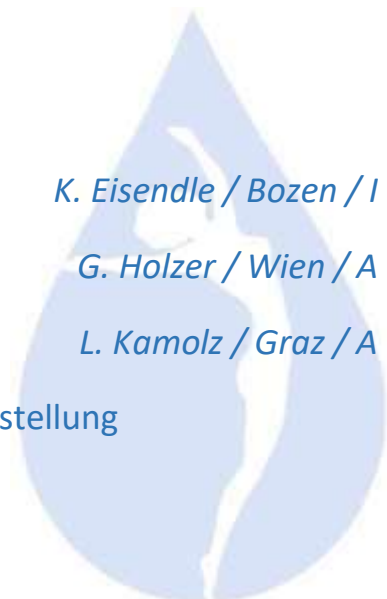 K. Eisendle / Bozen / I
G. Holzer / Wien / A
L. Kamolz / Graz / A
stellung